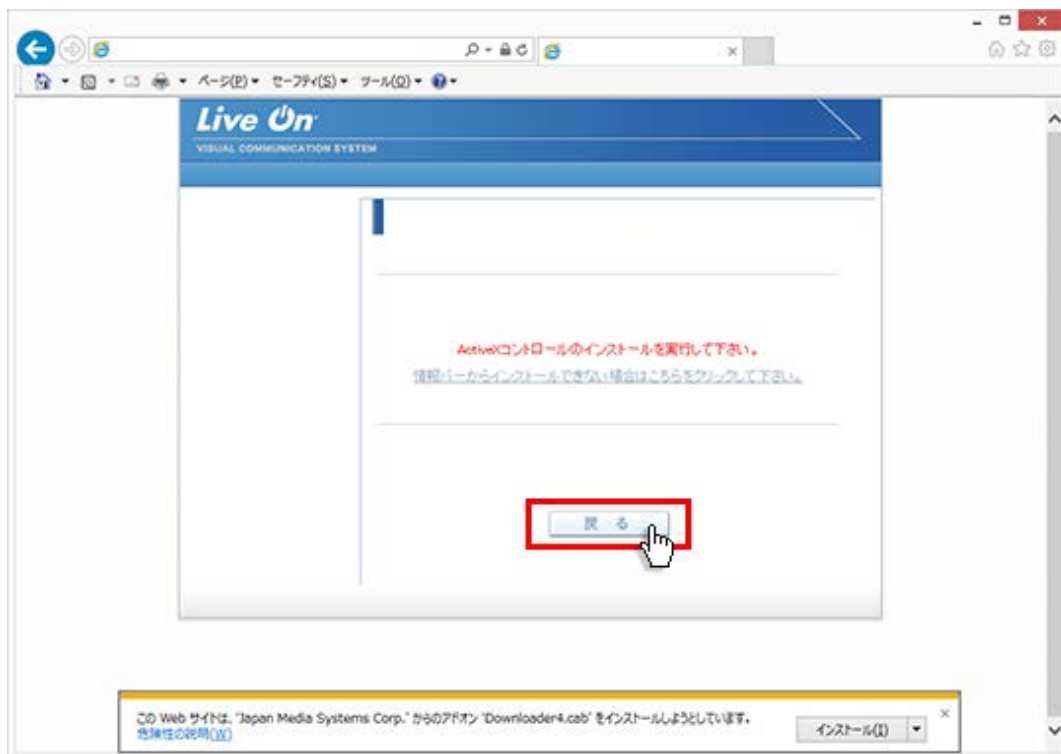 ページ(P) セーフティ(S) ツール(O)
Live On
VISUAL COMMUNICATION SYSTEM
ActiveXコントロールのインストールを実行して下さい。
情報バーからインストールできない場合はこちらをクリックして下さい。
戻 る
この Web サイトは、'Japan Media Systems Corp.' からのアドオン 'Downloader4.cab' をインストールしようとしています。
危険性の説明(W)
インストール(I)